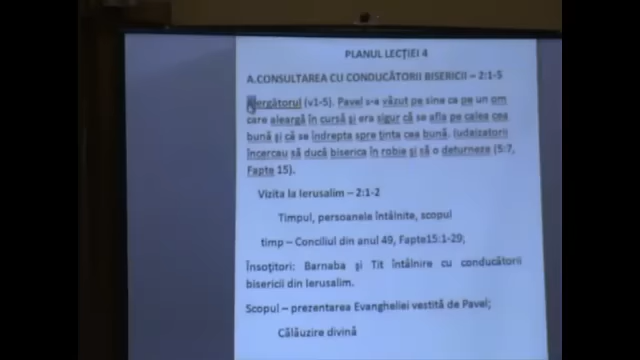 PLANUL LECȚIEI 4
A.CONSULTAREA CU CONDUCĂTORII BISERICII – 2:1-5
Alergătorul (v1-5). Pavel s-a văzut pe sine ca pe un om
care aleargă în cursă și era sigur că se afla pe calea cea
bună și că se îndrepta spre ținta cea bună. Iudaizatorii
încercau să ducă biserica în robie și să o deturneze (5:7,
Fapte 15).
Vizita la Ierusalim – 2:1-2
Timpul, persoanele întâlnite, scopul
timp – Conciliul din anul 49, Fapte15:1-29;
Însoțitori: Barnaba și Tit întâlnire cu conducătorii
bisericii din Ierusalim.
Scopul – prezentarea Evangheliei vestită de Pavel;
Călăuzire divină